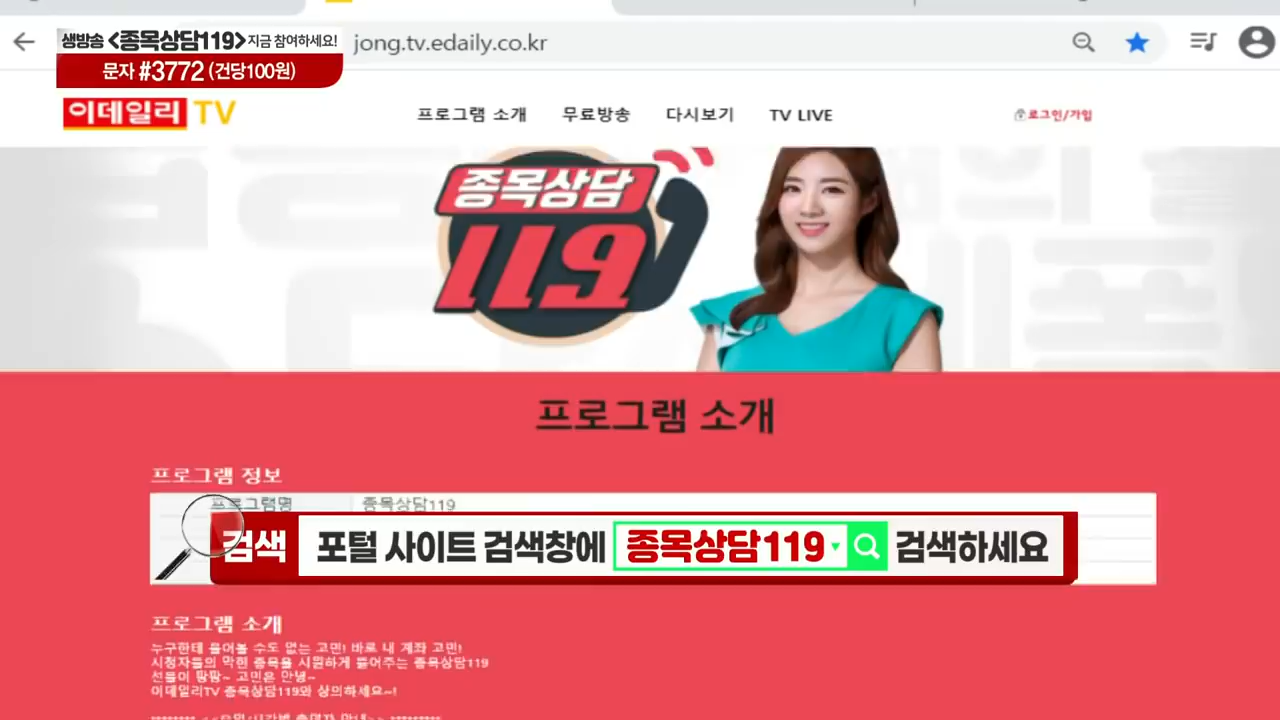 생방송 <종목상담119> 지금 참여하세요!
문자 #3772 (건당100원)
jong.tv.edaily.co.kr
이데일리 TV
프로그램 소개 무료방송 다시보기 TV LIVE
로그인/가입
종목상담
119
프로그램 소개
프로그램 정보
프로그램명 종목상담119
검색 포털 사이트 검색창에 종목상담119 검색하세요
프로그램 소개
누구한테 물어볼 수도 없는 고민! 바로 내 계좌 고민!
시청자들의 막힌 종목을 시원하게 뚫어주는 종목상담119
선물이 팡팡~ 고민은 안녕~
이데일리TV 종목상담119와 상의하세요~!